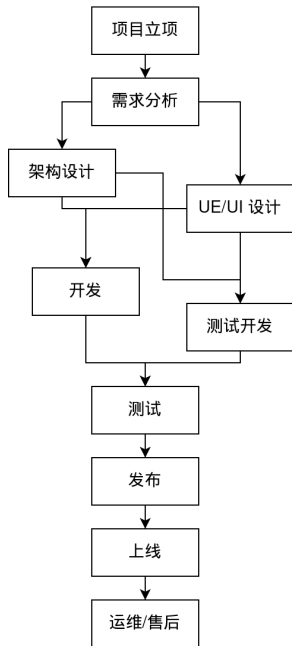 项目立项
需求分析
架构设计
UE/UI 设计
开发
测试开发
测试
发布
上线
运维/售后